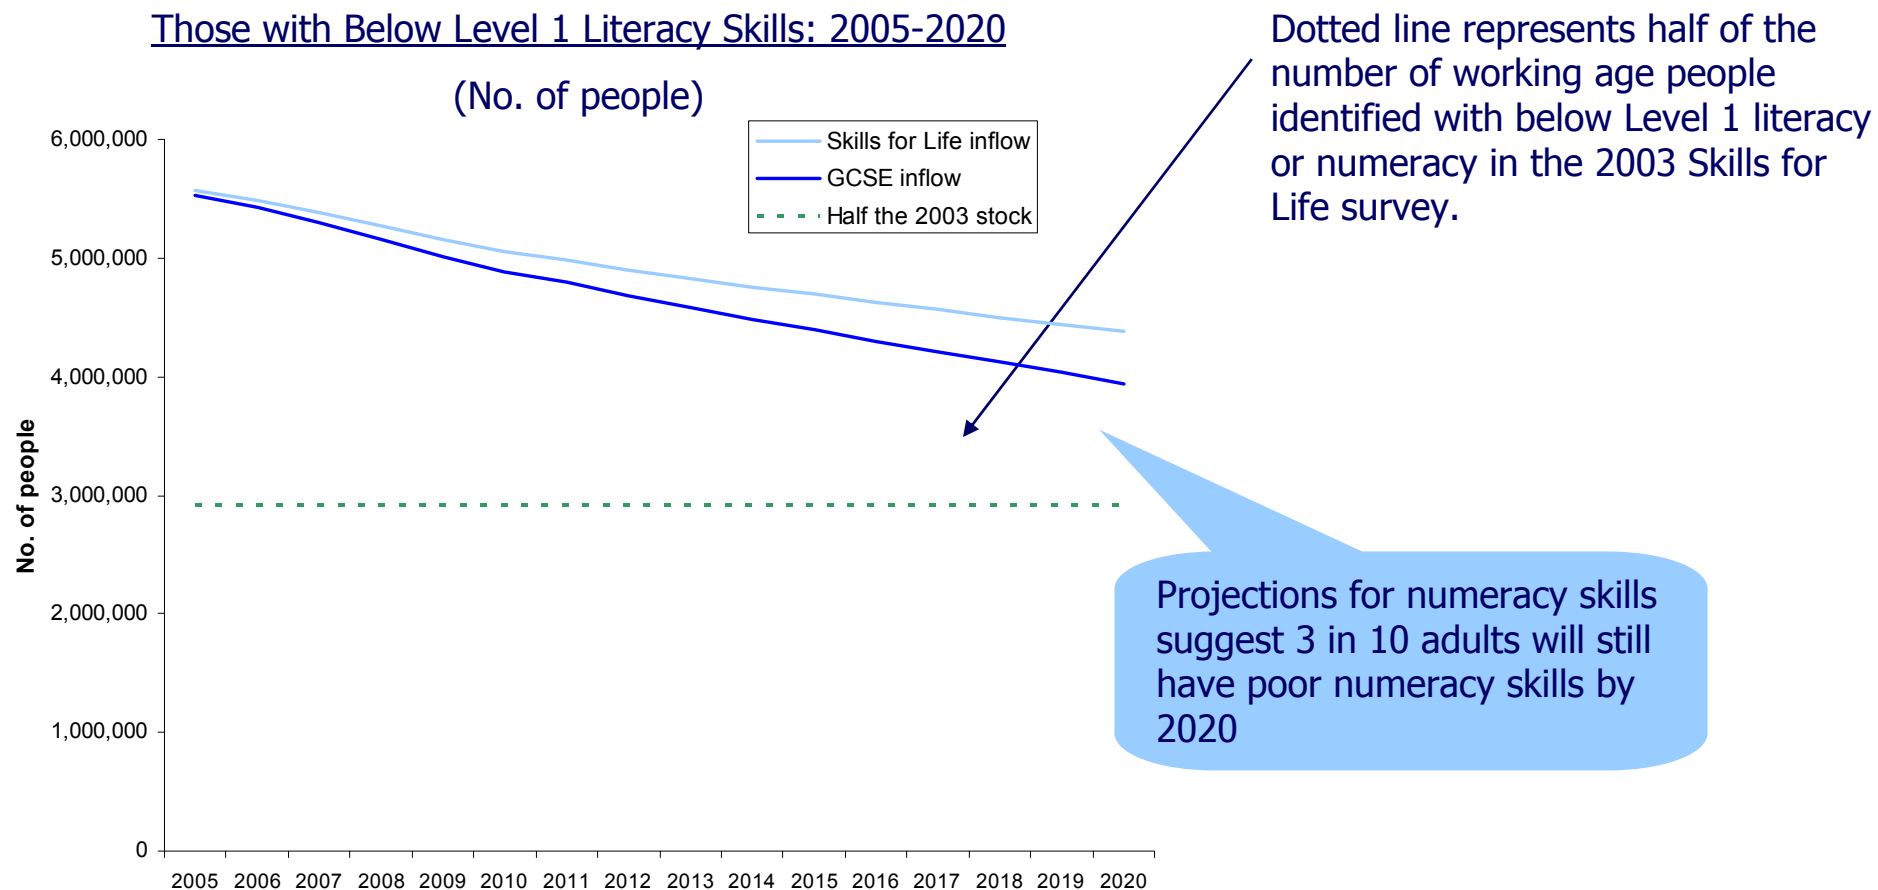 Those with Below Level 1 Literacy Skills: 2005-2020
(No. of people)
Dotted line represents half of the
number of working age people
identified with below Level 1 literacy
or numeracy in the 2003 Skills for
Life survey.
Skills for Life inflow
GCSE inflow
Half the 2003 stock
No. of people
6,000,000
5,000,000
4,000,000
3,000,000
2,000,000
1,000,000
0
2005 2006 2007 2008 2009 2010 2011 2012 2013 2014 2015 2016 2017 2018 2019 2020
Projections for numeracy skills
suggest 3 in 10 adults will still
have poor numeracy skills by
2020